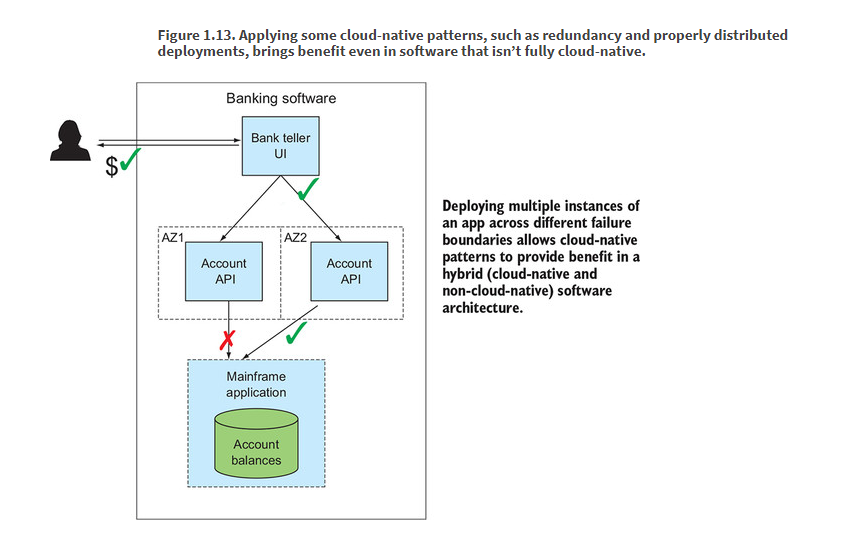 Figure 1.13. Applying some cloud-native patterns, such as redundancy and properly distributed
deployments, brings benefit even in software that isn’t fully cloud-native.
Banking software
Bank teller
UI
$
AZ1
Account
API
AZ2
Account
API
Mainframe
application
Account
balances
Deploying multiple instances of
an app across different failure
boundaries allows cloud-native
patterns to provide benefit in a
hybrid (cloud-native and
non-cloud-native) software
architecture.